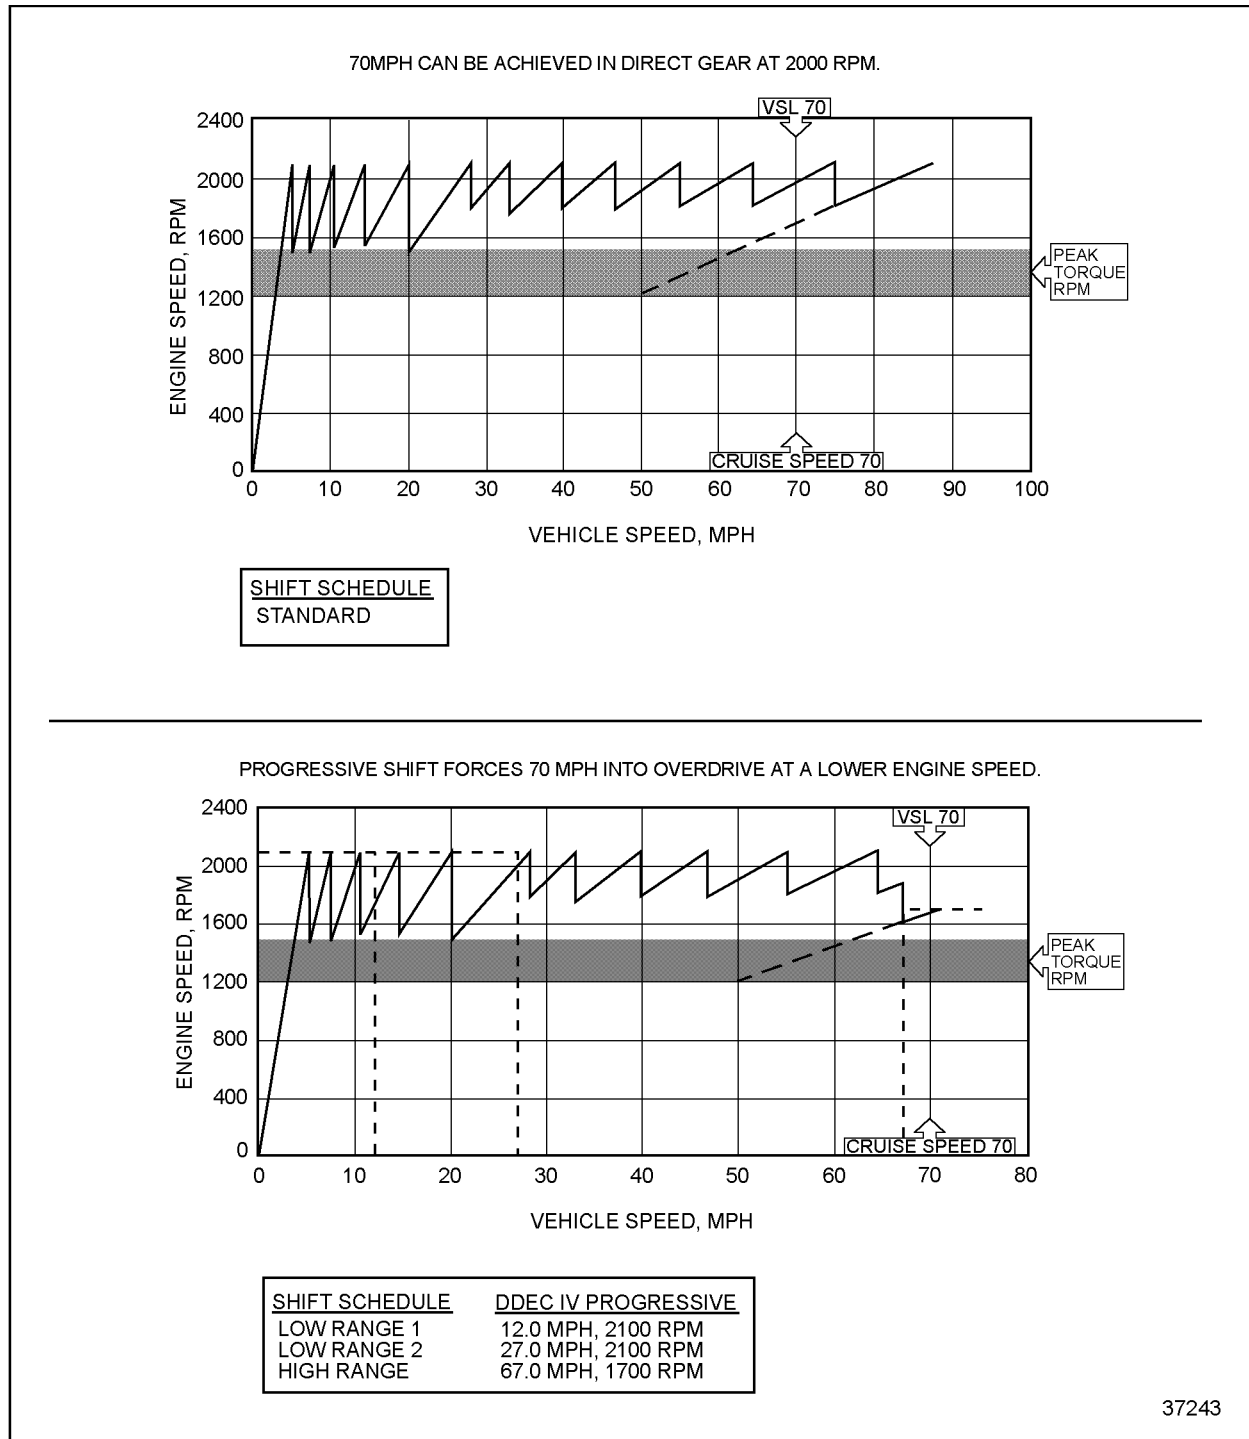 70MPH CAN BE ACHIEVED IN DIRECT GEAR AT 2000 RPM.
VSL 70
2400
2000
1600
1200
800
400
0
ENGINE SPEED, RPM
PEAK
TORQUE
RPM
CRUISE SPEED 70
0 10 20 30 40 50 60 70 80 90 100
VEHICLE SPEED, MPH
SHIFT SCHEDULE
STANDARD
PROGRESSIVE SHIFT FORCES 70 MPH INTO OVERDRIVE AT A LOWER ENGINE SPEED.
VSL 70
2400
2000
1600
1200
800
400
0
ENGINE SPEED, RPM
PEAK
TORQUE
RPM
CRUISE SPEED 70
0 10 20 30 40 50 60 70 80
VEHICLE SPEED, MPH
SHIFT SCHEDULE DDEC IV PROGRESSIVE
LOW RANGE 1 12.0 MPH, 2100 RPM
LOW RANGE 2 27.0 MPH, 2100 RPM
HIGH RANGE 67.0 MPH, 1700 RPM
37243